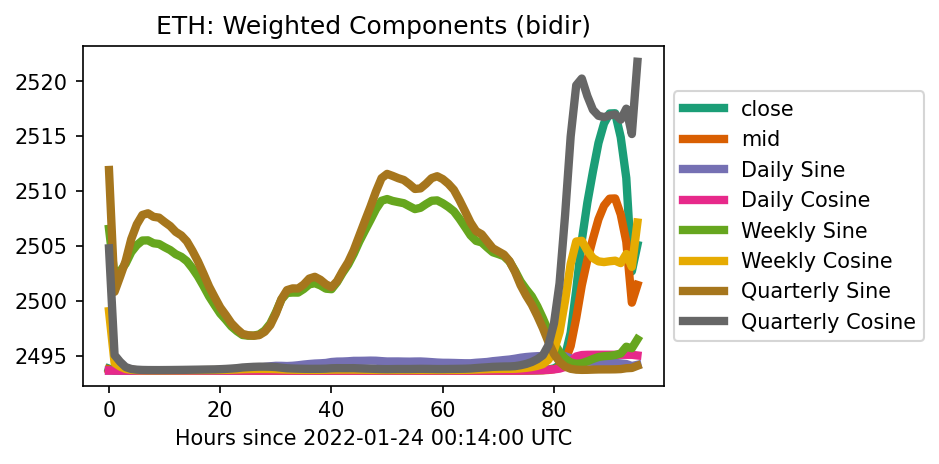 ETH: Weighted Components (bidir)
2520
2515
2510
2505
2500
2495
0 20 40 60 80
Hours since 2022-01-24 00:14:00 UTC
close
mid
Daily Sine
Daily Cosine
Weekly Sine
Weekly Cosine
Quarterly Sine
Quarterly Cosine